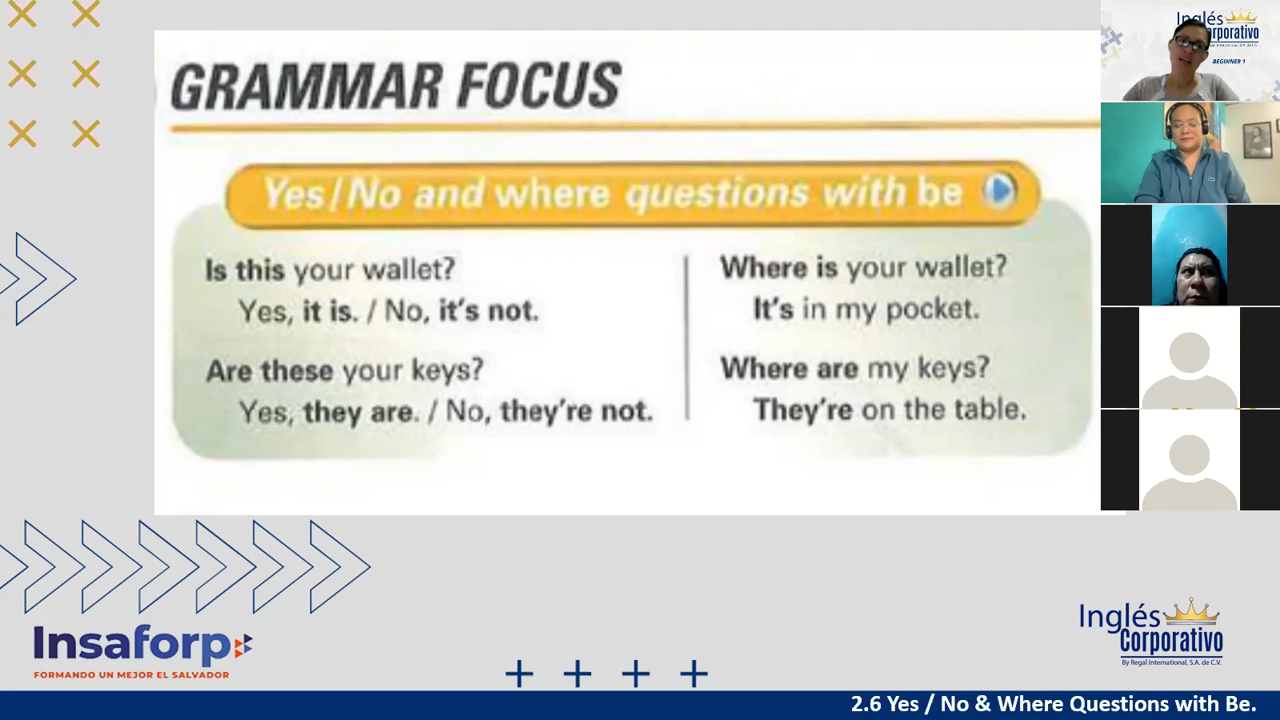 GRAMMAR FOCUS
Yes/No and where questions with be
Is this your wallet?
Yes, it is. / No, it's not.
Are these your keys?
Yes, they are. / No, they're not.
Where is your wallet?
It's in my pocket.
Where are my keys?
They're on the table.
Inglés
BEGINNER 1
Insaforp
FORMANDO UN MEJOR EL SALVADOR
Inglés
Corporativo
By Regal International, S.A. de C.V.
2.6 Yes / No & Where Questions with Be.